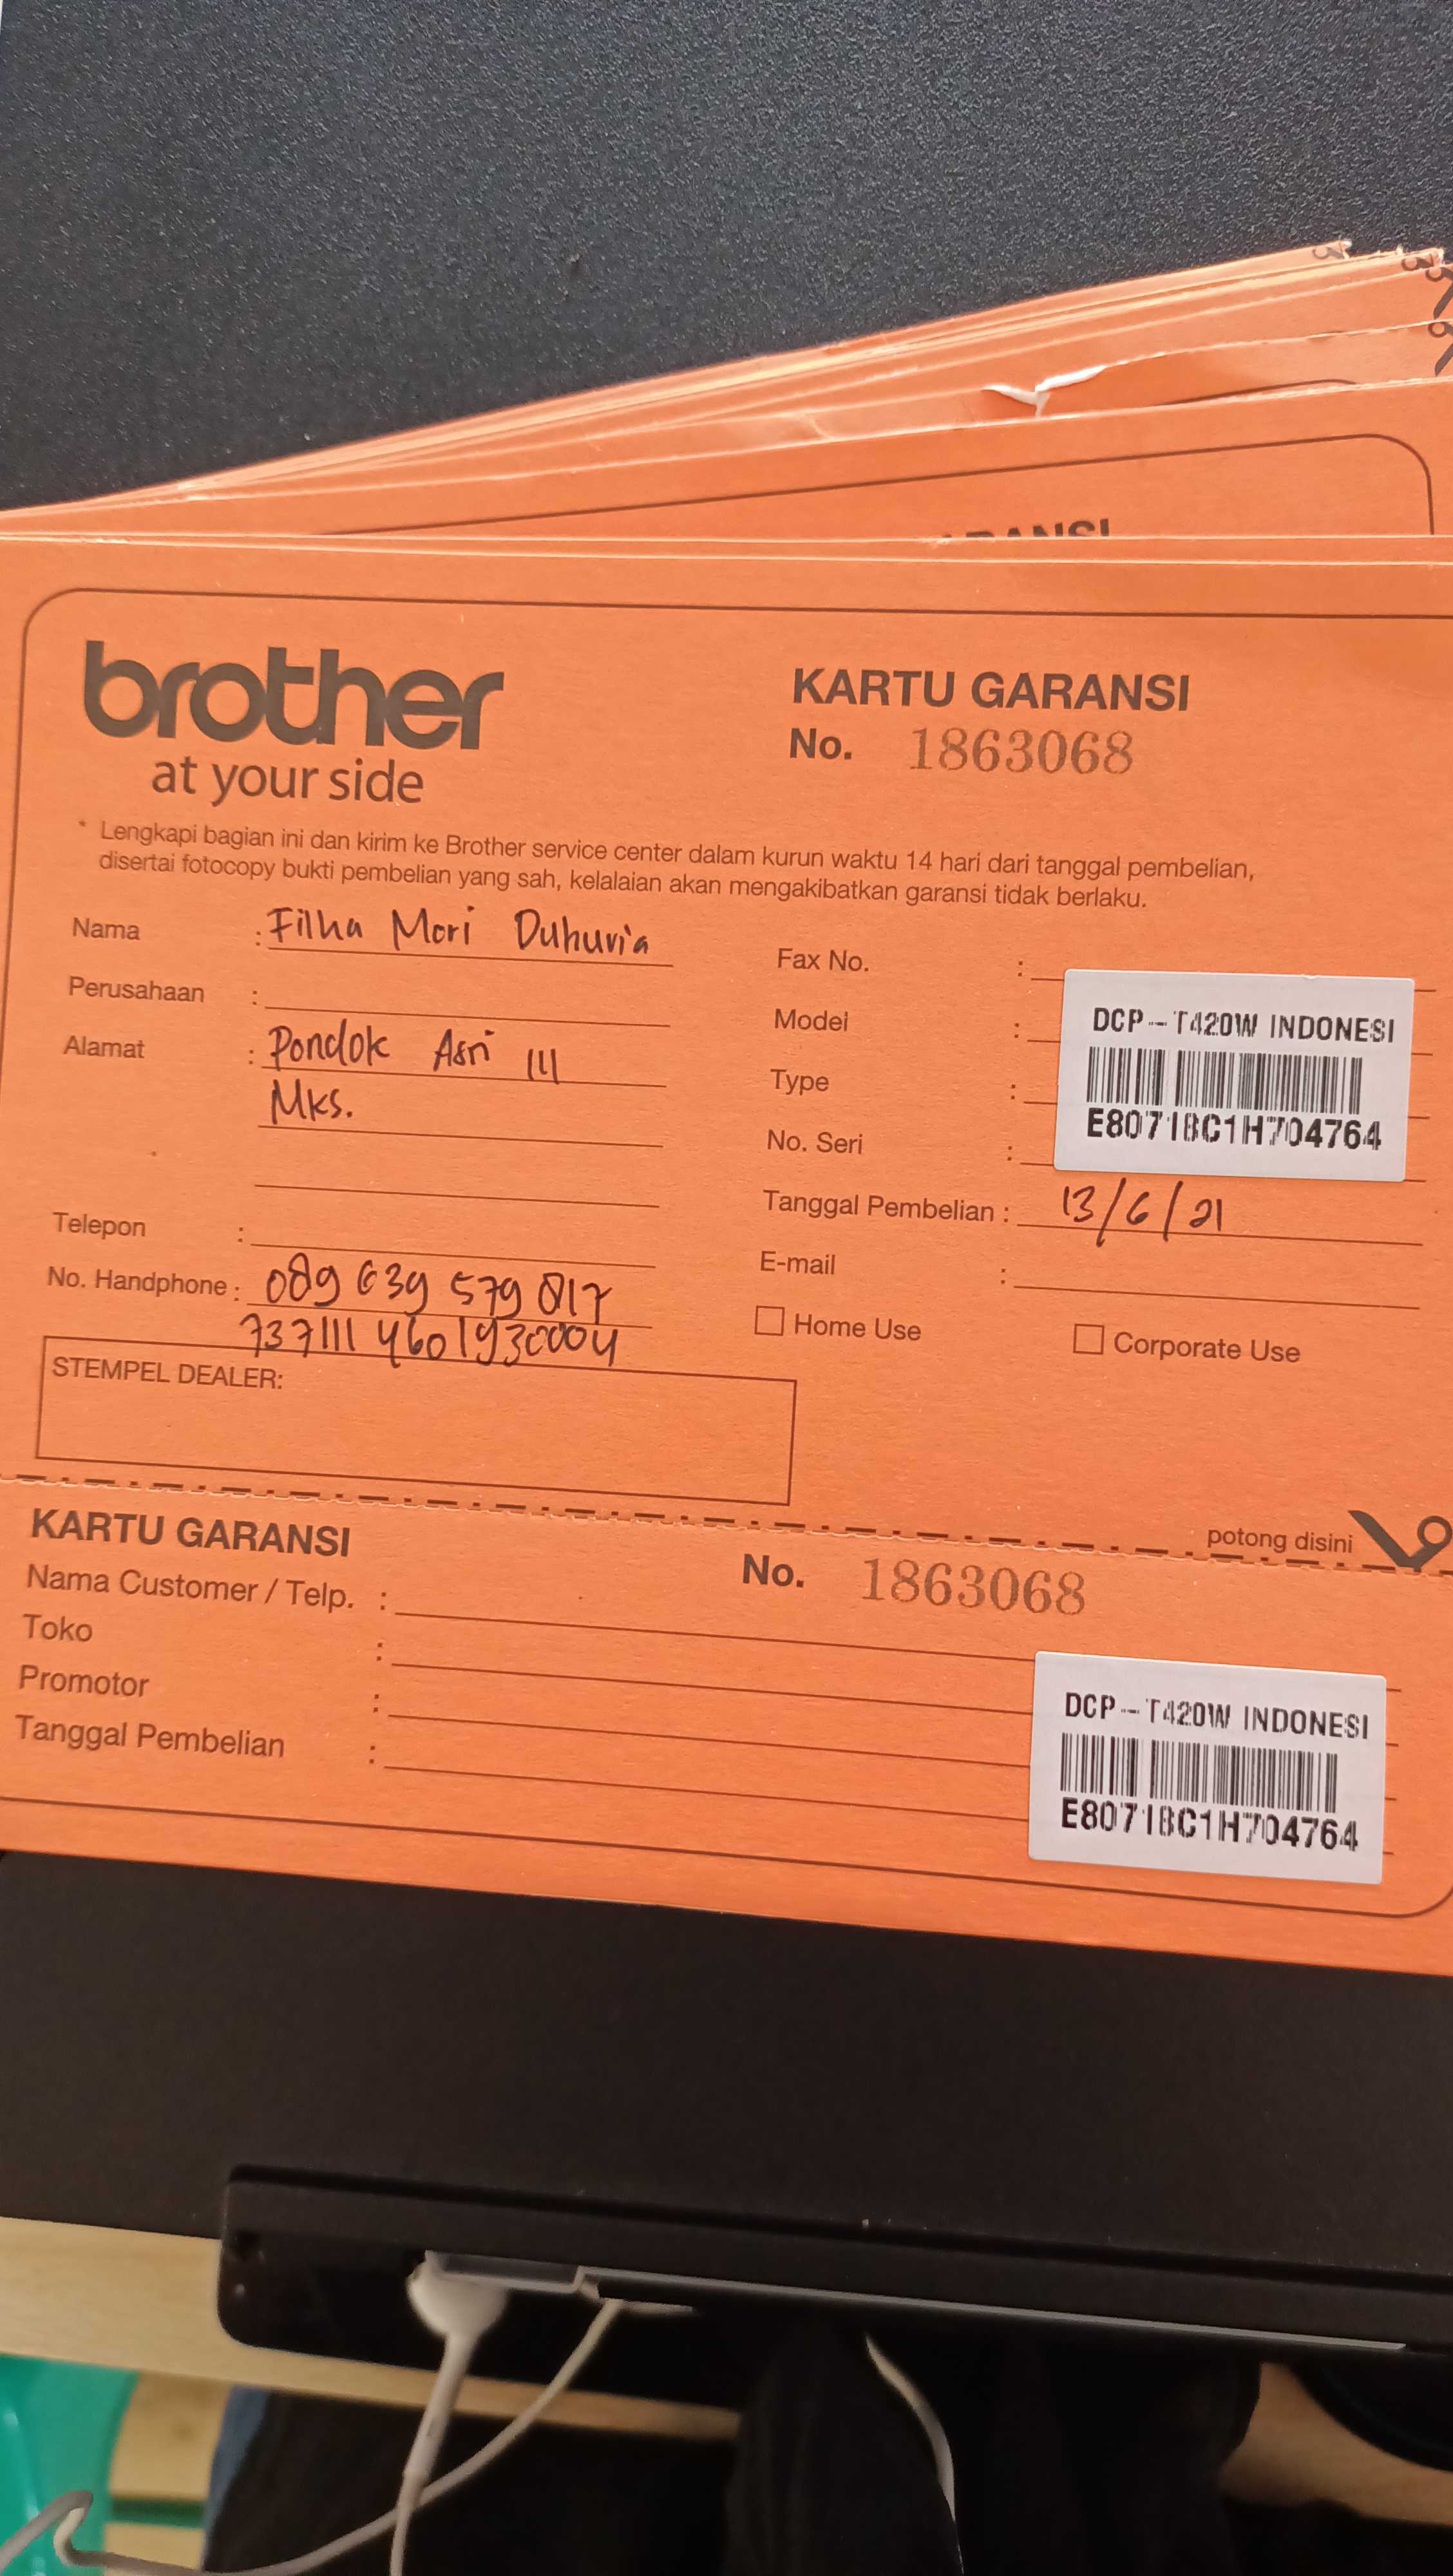 brother
at your side
KARTU GARANSI
No. 1863068
* Lengkapi bagian ini dan kirim ke Brother service center dalam kurun waktu 14 hari dari tanggal pembelian,
disertai fotocopy bukti pembelian yang sah, kelalaian akan mengakibatkan garansi tidak berlaku.
Nama : Filha Mori Duhuvia
Perusahaan :
Alamat : Pondok Asri III
Mks.
Telepon :
No. Handphone : 089 639 579 817
7371114601930004
STEMPEL DEALER:
Fax No. :
Model :
Type :
No. Seri :
DCP-T420W INDONESI
E80718C1H704764
Tanggal Pembelian : 13/6/21
E-mail :
Home Use
Corporate Use
potong disini
KARTU GARANSI
No. 1863068
Nama Customer / Telp. :
Toko :
Promotor :
Tanggal Pembelian :
DCP-T420W INDONESI
E80718C1H704764